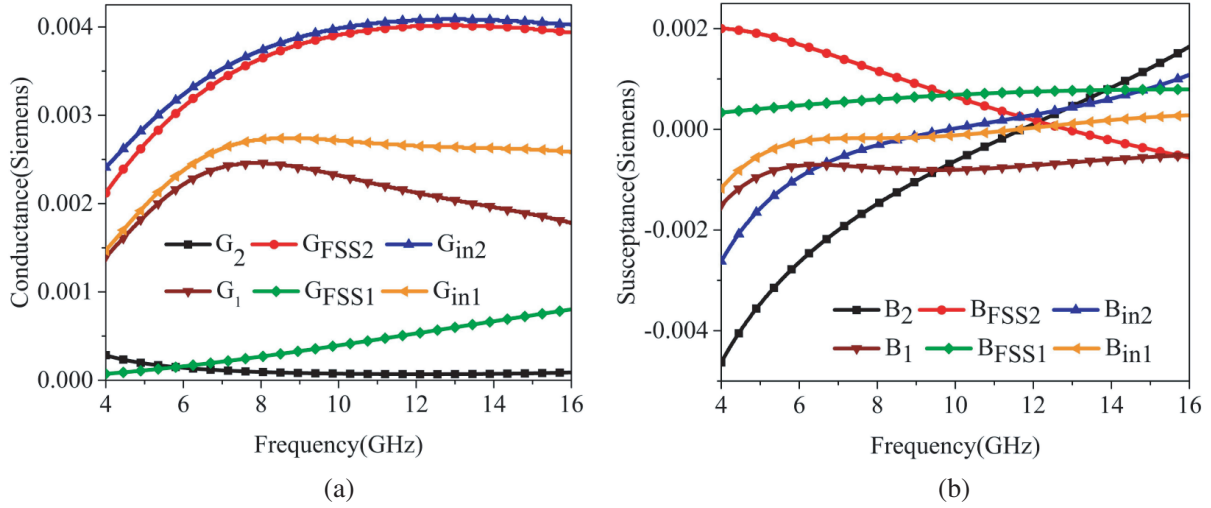 0.004
0.003
0.002
0.001
0.000
Conductance(Siemens)
G2 GFSS2 Gin2
G1 GFSS1 Gin1
4 6 8 10 12 14 16
Frequency(GHz)
(a)
0.002
0.000
-0.002
-0.004
Susceptance(Siemens)
B2 BFSS2 Bin2
B1 BFSS1 Bin1
4 6 8 10 12 14 16
Frequency(GHz)
(b)